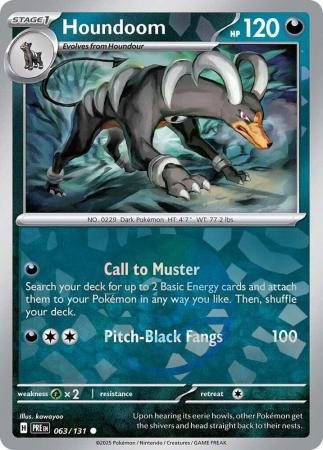 STAGE1
Houndoom
HP 120
Evolves from Houndour
NO. 0229 Dark Pokémon HT: 4'7" WT: 77.2 lbs.
Call to Muster
Search your deck for up to 2 Basic Energy cards and attach
them to your Pokémon in any way you like. Then, shuffle
your deck.
Pitch-Black Fangs 100
weakness ×2 resistance retreat
Illus. kawayoo
H PRE EN 063/131
Upon hearing its eerie howls, other Pokémon get
the shivers and head straight back to their nests.
©2025 Pokémon / Nintendo / Creatures / GAME FREAK